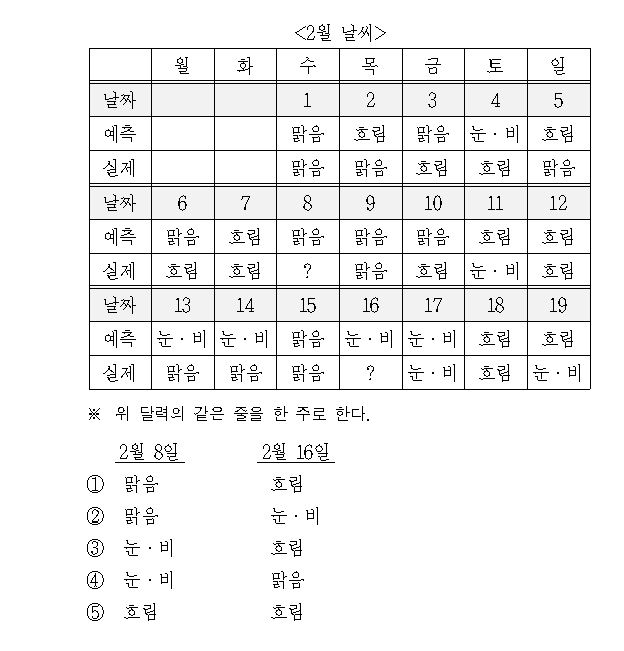 <2월 날씨>
월 화 수 목 금 토 일
날짜 1 2 3 4 5
예측 맑음 흐림 맑음 눈·비 흐림
실제 맑음 맑음 흐림 흐림 맑음
날짜 6 7 8 9 10 11 12
예측 맑음 흐림 맑음 맑음 맑음 흐림 흐림
실제 흐림 흐림 ? 맑음 흐림 눈·비 흐림
날짜 13 14 15 16 17 18 19
예측 눈·비 눈·비 맑음 눈·비 눈·비 흐림 흐림
실제 맑음 맑음 맑음 ? 눈·비 흐림 눈·비
※ 위 달력의 같은 줄을 한 주로 한다.
2월 8일 2월 16일
① 맑음 흐림
② 맑음 눈·비
③ 눈·비 흐림
④ 눈·비 맑음
⑤ 흐림 흐림